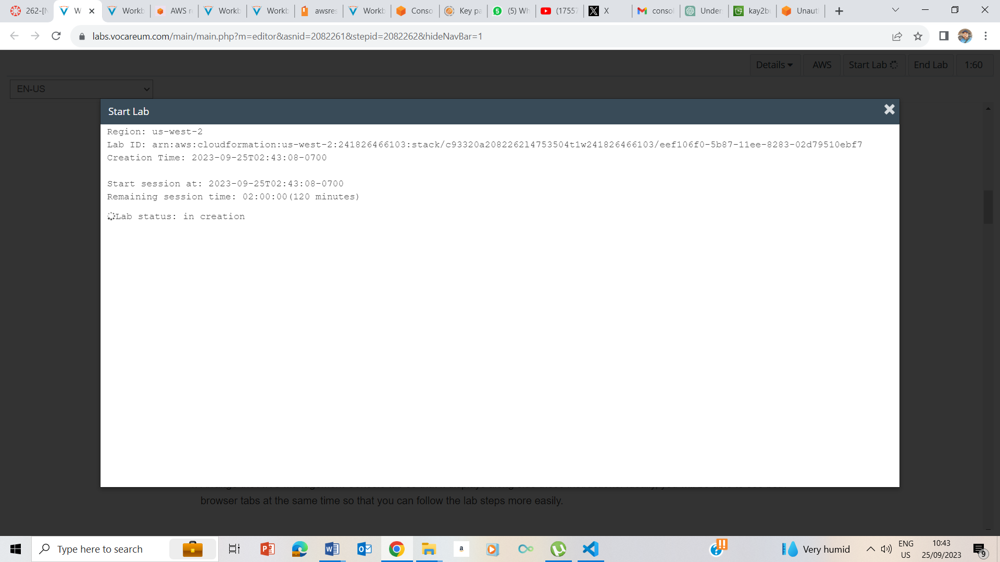 262-[N
W
Workb
AWS re
Workb
Workb
awsres
Workb
Conso
Key pa
(5) Wh
(17557
X
consol
Unders
kay2bu
Unauth
labs.vocareum.com/main/main.php?m=editor&asnid=2082261&stepid=2082262&hideNavBar=1
Details AWS Start Lab End Lab 1:60
EN-US
Start Lab
Region: us-west-2
Lab ID: arn:aws:cloudformation:us-west-2:241826466103:stack/c93320a2082262l4753504t1w241826466103/eef106f0-5b87-11ee-8283-02d79510ebf7
Creation Time: 2023-09-25T02:43:08-0700
Start session at: 2023-09-25T02:43:08-0700
Remaining session time: 02:00:00(120 minutes)
Lab status: in creation
browser tabs at the same time so that you can follow the lab steps more easily.
Type here to search
Very humid
ENG
US
10:43
25/09/2023
9